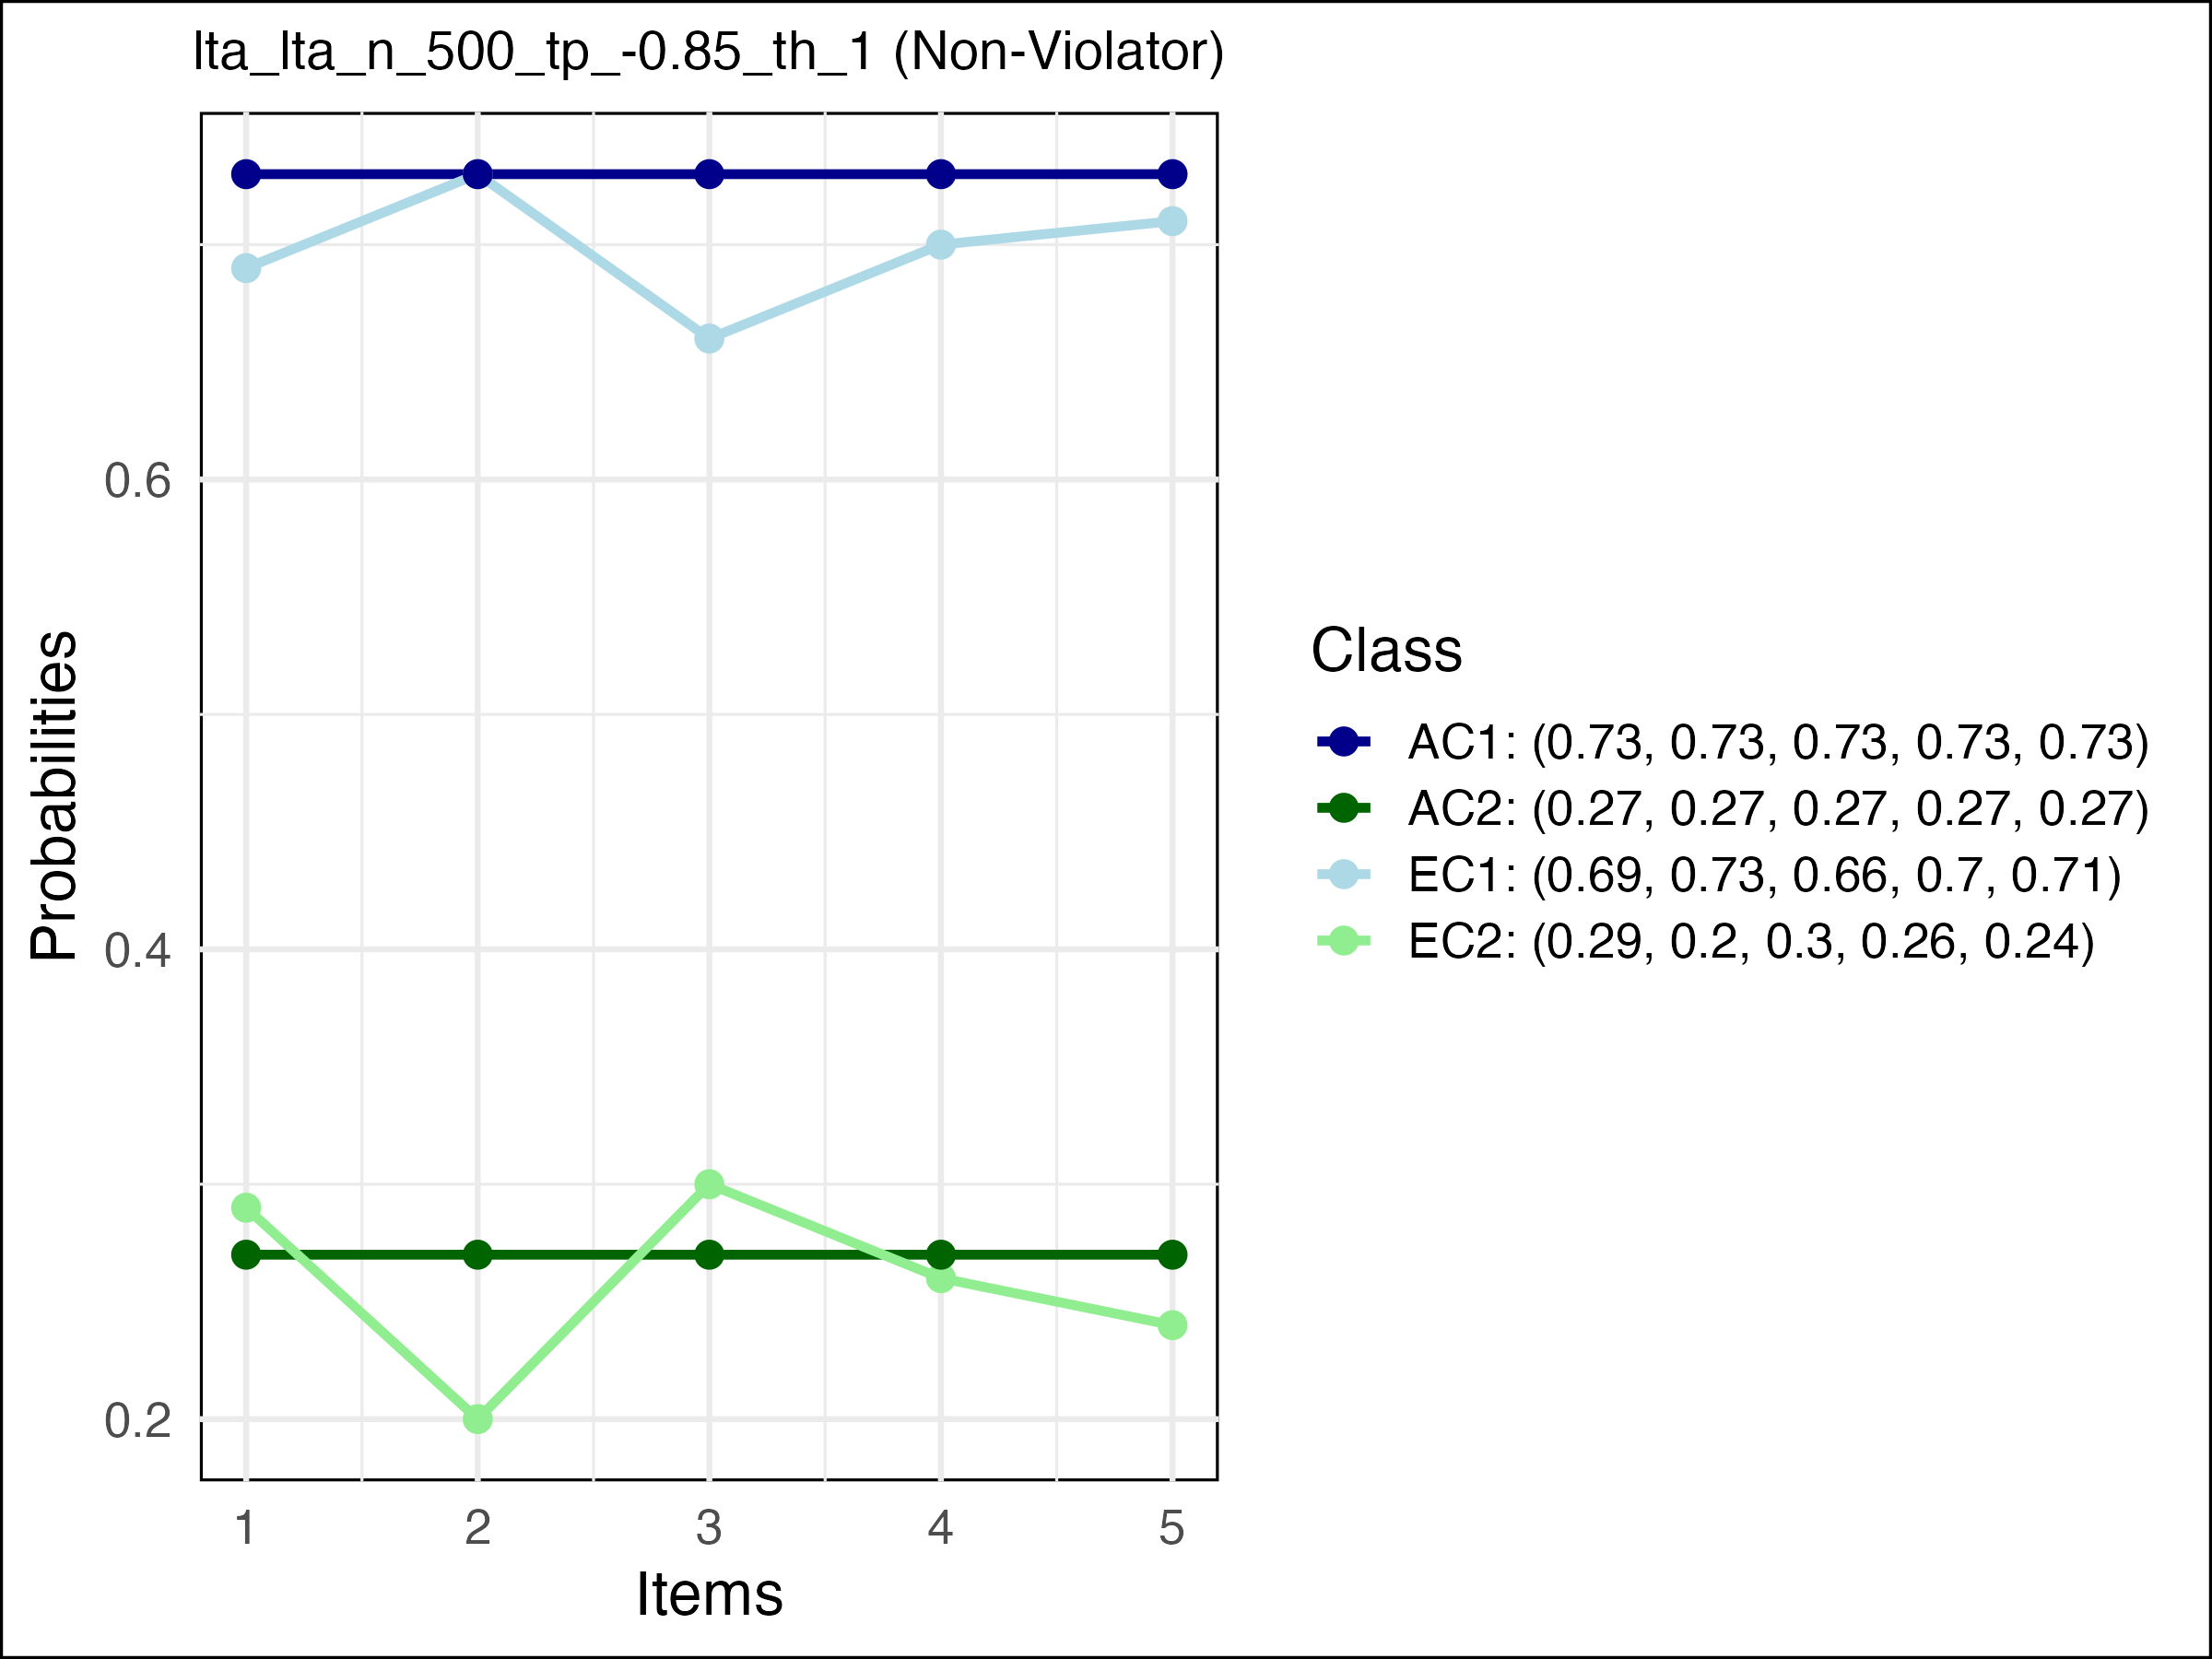 lta_lta_n_500_tp_-0.85_th_1 (Non-Violator)
Probabilities
0.6
0.4
0.2
1 2 3 4 5
Items
Class
AC1: (0.73, 0.73, 0.73, 0.73, 0.73)
AC2: (0.27, 0.27, 0.27, 0.27, 0.27)
EC1: (0.69, 0.73, 0.66, 0.7, 0.71)
EC2: (0.29, 0.2, 0.3, 0.26, 0.24)